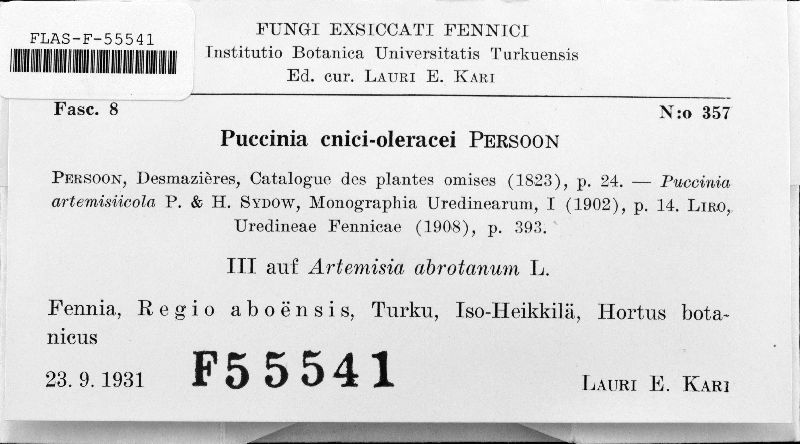 FLAS-F-55541
FUNGI EXSICCATI FENNICI
Institutio Botanica Universitatis Turkuensis
Ed. cur. LAURI E. KARI
Fasc. 8 N:o 357
Puccinia cnici-oleracei PERSOON
PERSOON, Desmazières, Catalogue des plantes omises (1823), p. 24. — Puccinia
artemisiicola P. & H. SYDOW, Monographia Uredinearum, I (1902), p. 14. LIRO,
Uredineae Fennicae (1908), p. 393.
III auf Artemisia abrotanum L.
Fennia, Regio aboënsis, Turku, Iso-Heikkilä, Hortus bota-
nicus
23. 9. 1931 F55541 LAURI E. KARI